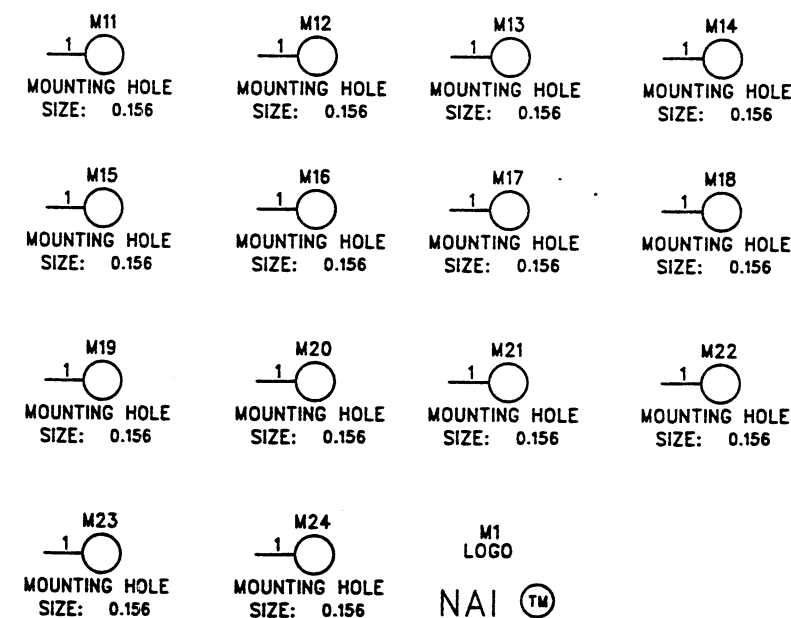 M11 M12 M13 M14
1 1 1 1
MOUNTING HOLE MOUNTING HOLE MOUNTING HOLE MOUNTING HOLE
SIZE: 0.156 SIZE: 0.156 SIZE: 0.156 SIZE: 0.156
M15 M16 M17 M18
1 1 1 1
MOUNTING HOLE MOUNTING HOLE MOUNTING HOLE MOUNTING HOLE
SIZE: 0.156 SIZE: 0.156 SIZE: 0.156 SIZE: 0.156
M19 M20 M21 M22
1 1 1 1
MOUNTING HOLE MOUNTING HOLE MOUNTING HOLE MOUNTING HOLE
SIZE: 0.156 SIZE: 0.156 SIZE: 0.156 SIZE: 0.156
M23 M24 M1
1 1 LOGO
MOUNTING HOLE MOUNTING HOLE
SIZE: 0.156 SIZE: 0.156 NAI TM